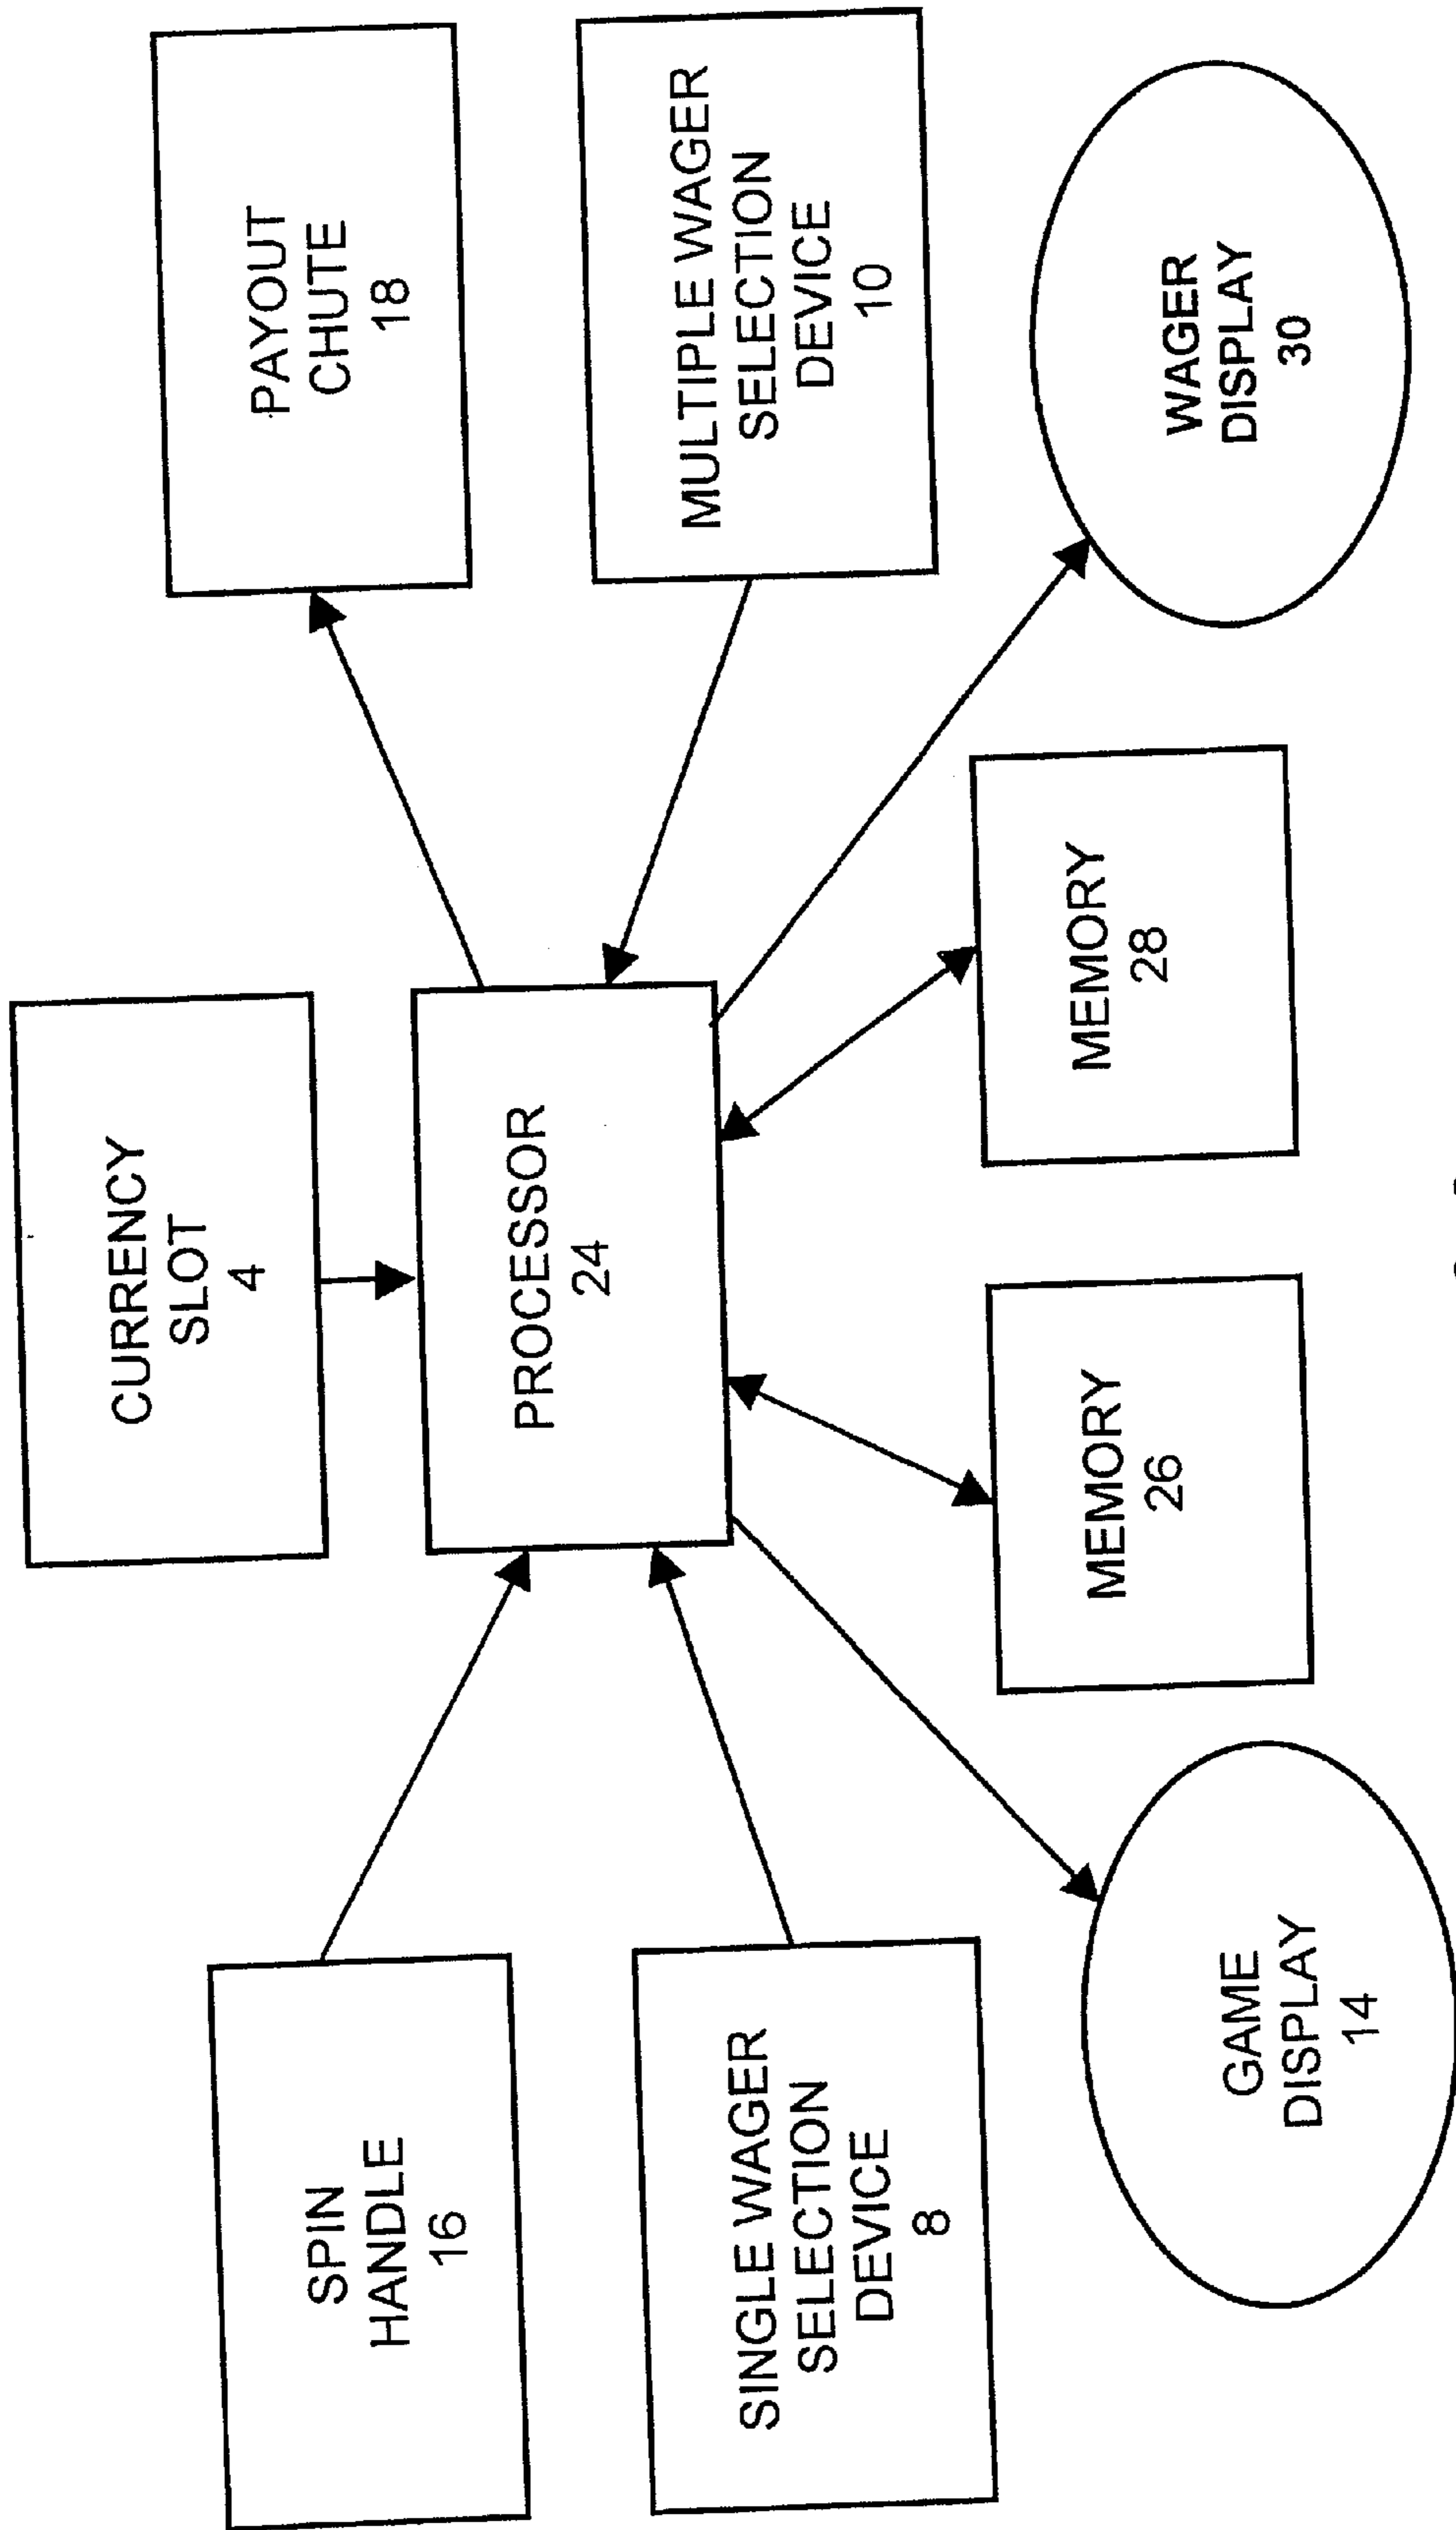 CURRENCY
SLOT
4
SPIN
HANDLE
16
PROCESSOR
24
PAYOUT
CHUTE
18
SINGLE WAGER
SELECTION
DEVICE
8
MULTIPLE WAGER
SELECTION
DEVICE
10
GAME
DISPLAY
14
MEMORY
26
MEMORY
28
WAGER
DISPLAY
30